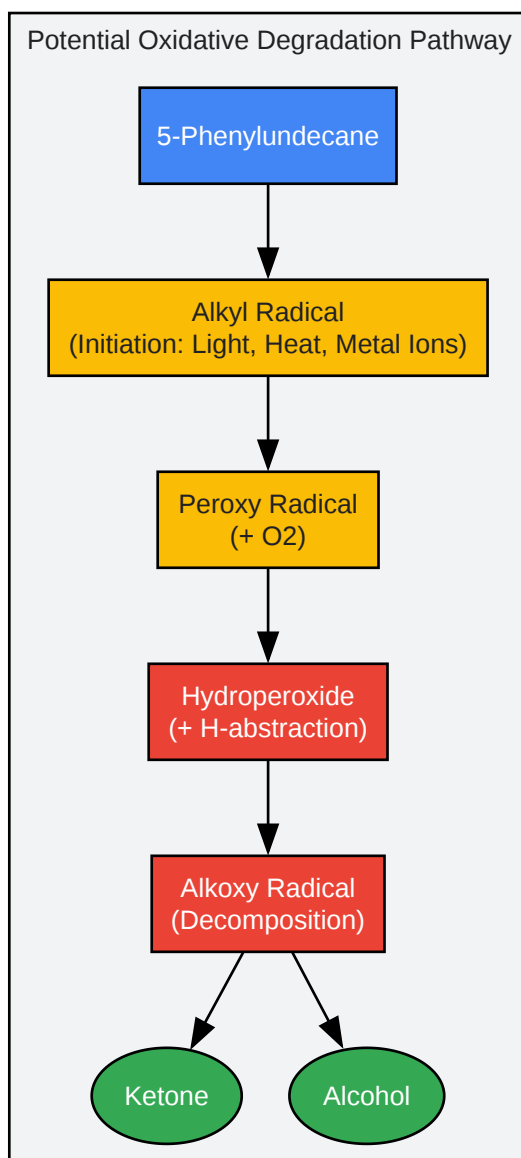 Potential Oxidative Degradation Pathway
5-Phenylundecane
Alkyl Radical
(Initiation: Light, Heat, Metal Ions)
Peroxy Radical
(+ O2)
Hydroperoxide
(+ H-abstraction)
Alkoxy Radical
(Decomposition)
Ketone
Alcohol